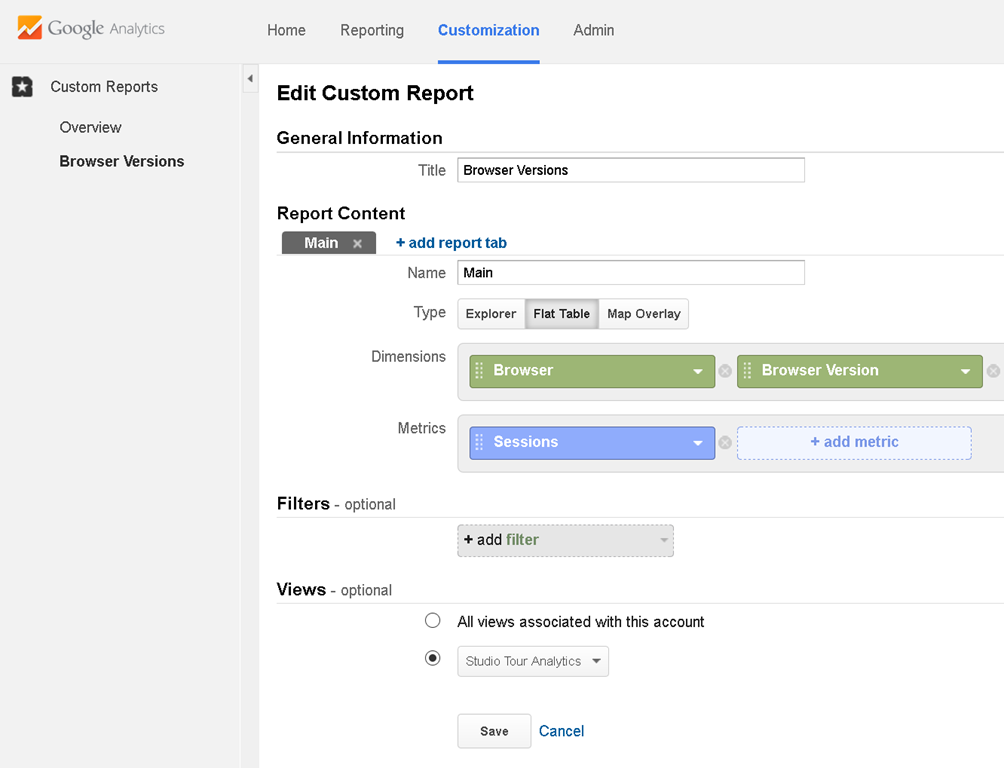 Google Analytics
Home Reporting Customization Admin
Custom Reports
Overview
Browser Versions
Edit Custom Report
General Information
Title Browser Versions
Report Content
Main + add report tab
Name Main
Type Explorer Flat Table Map Overlay
Dimensions Browser Browser Version
Metrics Sessions + add metric
Filters - optional
+ add filter
Views - optional
All views associated with this account
Studio Tour Analytics
Save Cancel